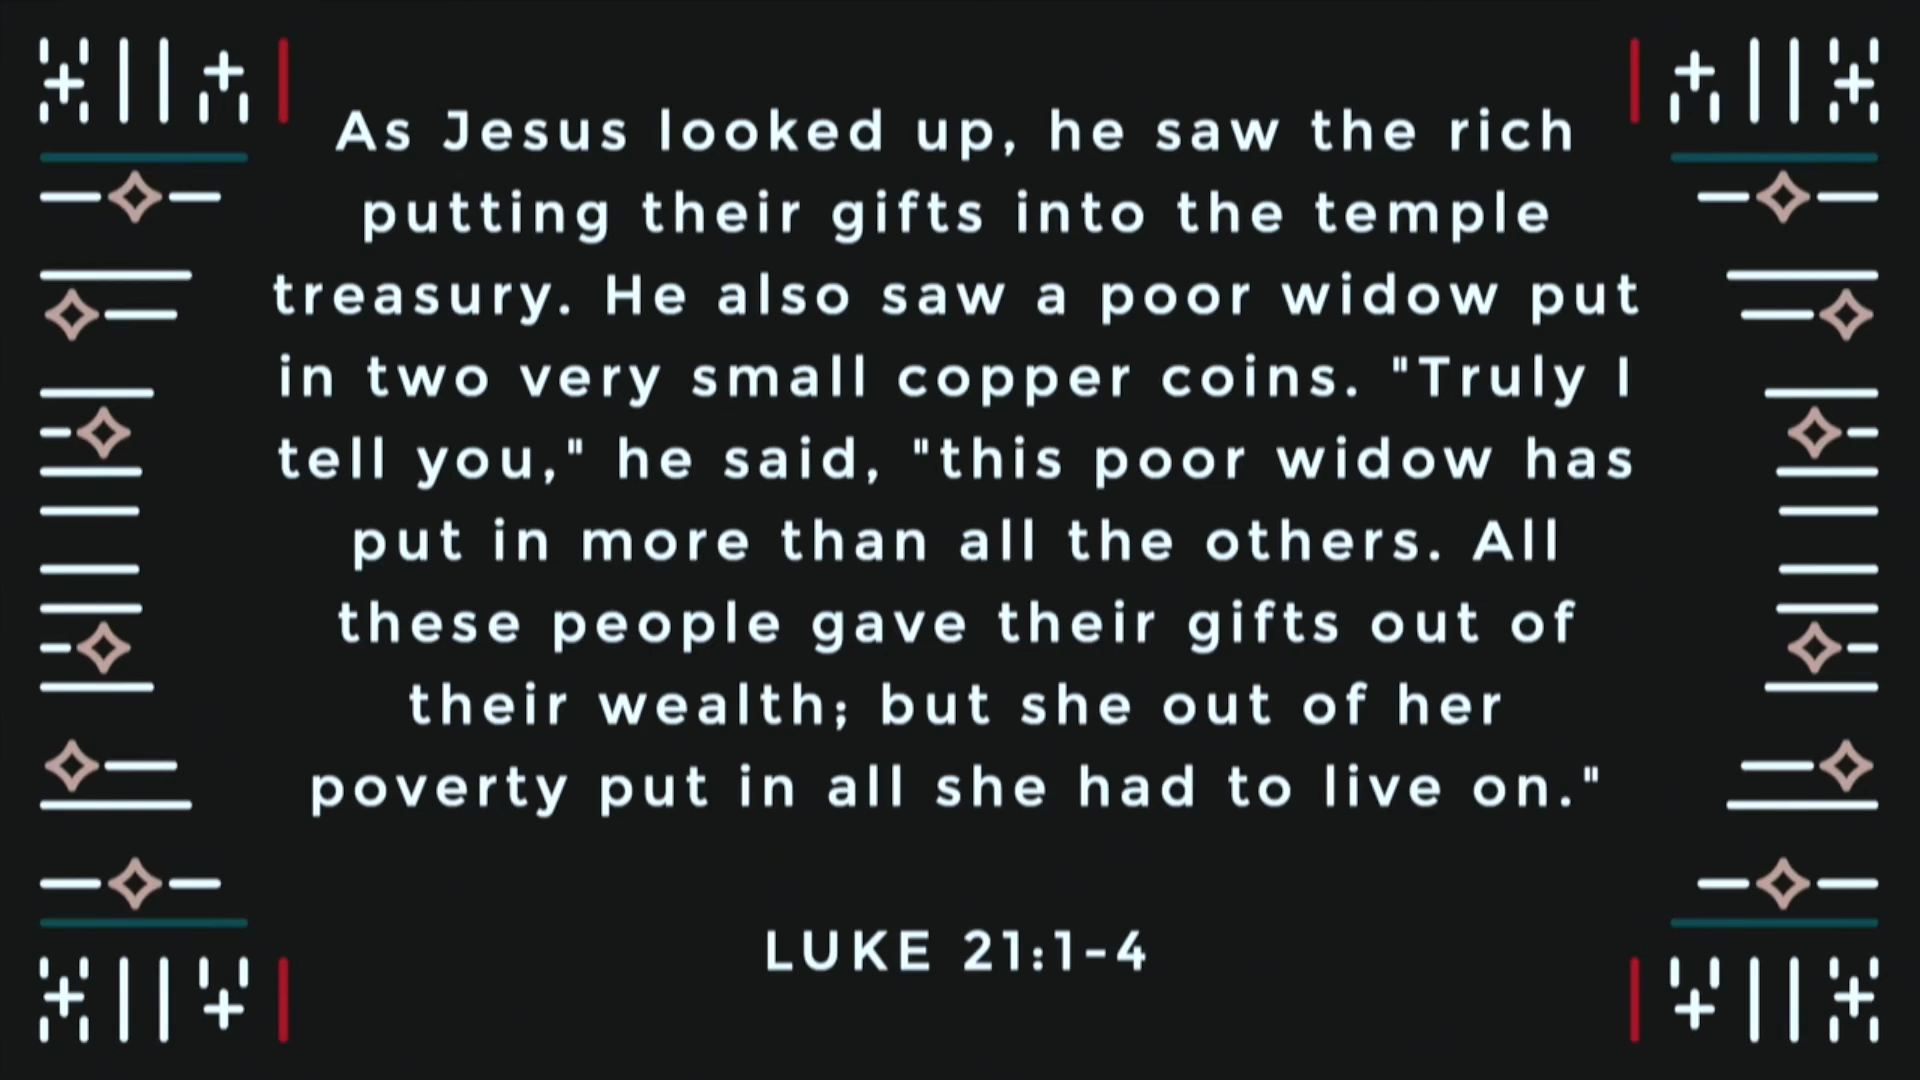 As Jesus looked up, he saw the rich
putting their gifts into the temple
treasury. He also saw a poor widow put
in two very small copper coins. "Truly I
tell you," he said, "this poor widow has
put in more than all the others. All
these people gave their gifts out of
their wealth; but she out of her
poverty put in all she had to live on."
LUKE 21:1-4